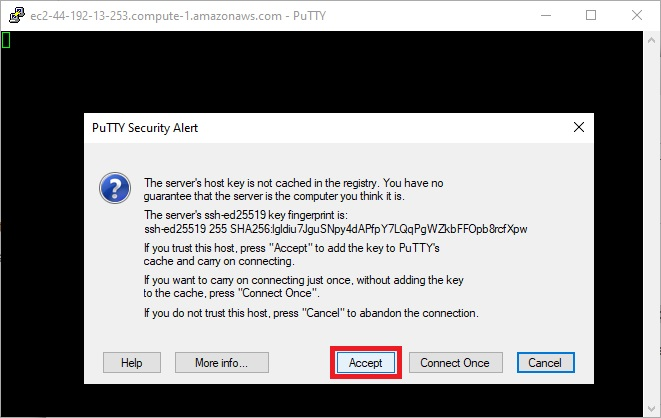 ec2-44-192-13-253.compute-1.amazonaws.com - PuTTY
PuTTY Security Alert
The server's host key is not cached in the registry. You have no
guarantee that the server is the computer you think it is.
The server's ssh-ed25519 key fingerprint is:
ssh-ed25519 255 SHA256:lgldiu7JguSNpy4dAPfpY7LQqPgWZkbFFOpb8rcfXpw
If you trust this host, press "Accept" to add the key to PuTTY's
cache and carry on connecting.
If you want to carry on connecting just once, without adding the key
to the cache, press "Connect Once".
If you do not trust this host, press "Cancel" to abandon the connection.
Help More info... Accept Connect Once Cancel